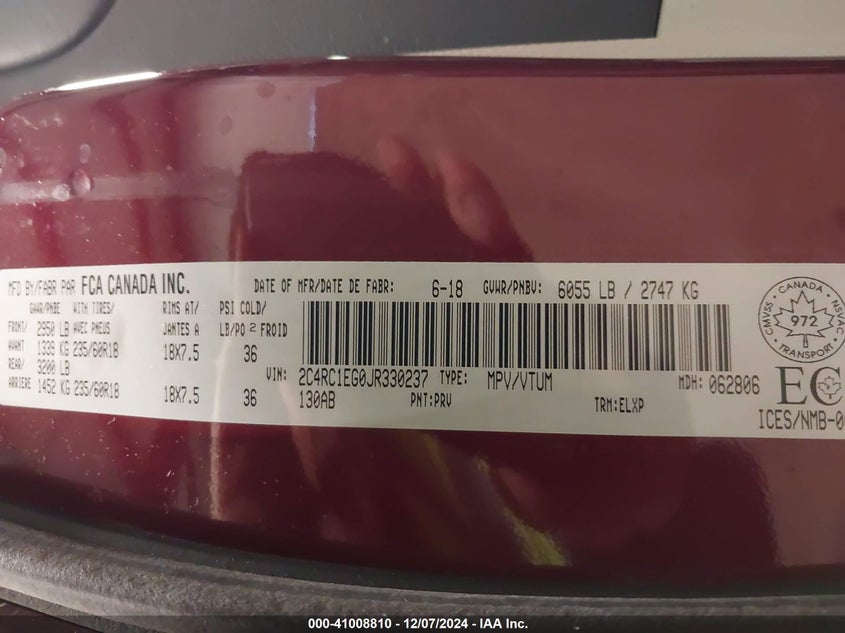 MFD BY/FABR PAR FCA CANADA INC. DATE OF MFR/DATE DE FABR: 6-18 GVWR/PNBV: 6055 LB / 2747 KG
GAWR/PNBE WITH TIRES/ RIMS AT/ PSI COLD/
FRONT/ 2950 LB AVEC PNEUS JANTES A LB/PO 2 FROID
AVANT 1339 KG 235/60R18 18X7.5 36
REAR/ 3200 LB
ARRIERE 1452 KG 235/60R18 18X7.5 36
VIN: 2C4RC1EG0JR330237 TYPE: MPV/VTUM MDH: 062806
130AB PNT:PRV TRM:ELXP
CANADA
CMVSS NSVAC
972
TRANSPORT
EC
ICES/NMB-0
000-41008810 - 12/07/2024 - IAA Inc.